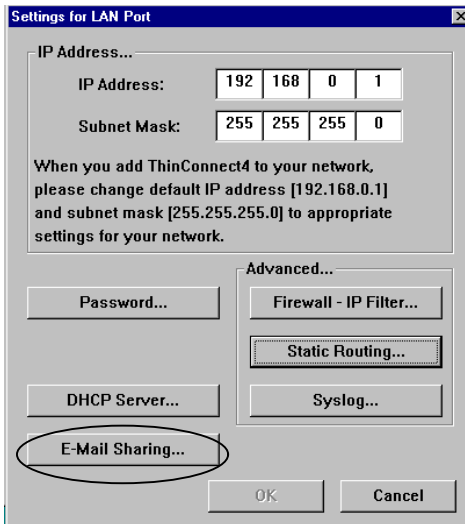 Settings for LAN Port
IP Address...
IP Address: 192 168 0 1
Subnet Mask: 255 255 255 0
When you add ThinConnect4 to your network,
please change default IP address [192.168.0.1]
and subnet mask [255.255.255.0] to appropriate
settings for your network.
Advanced...
Password... Firewall - IP Filter...
Static Routing...
DHCP Server... Syslog...
E-Mail Sharing...
OK Cancel